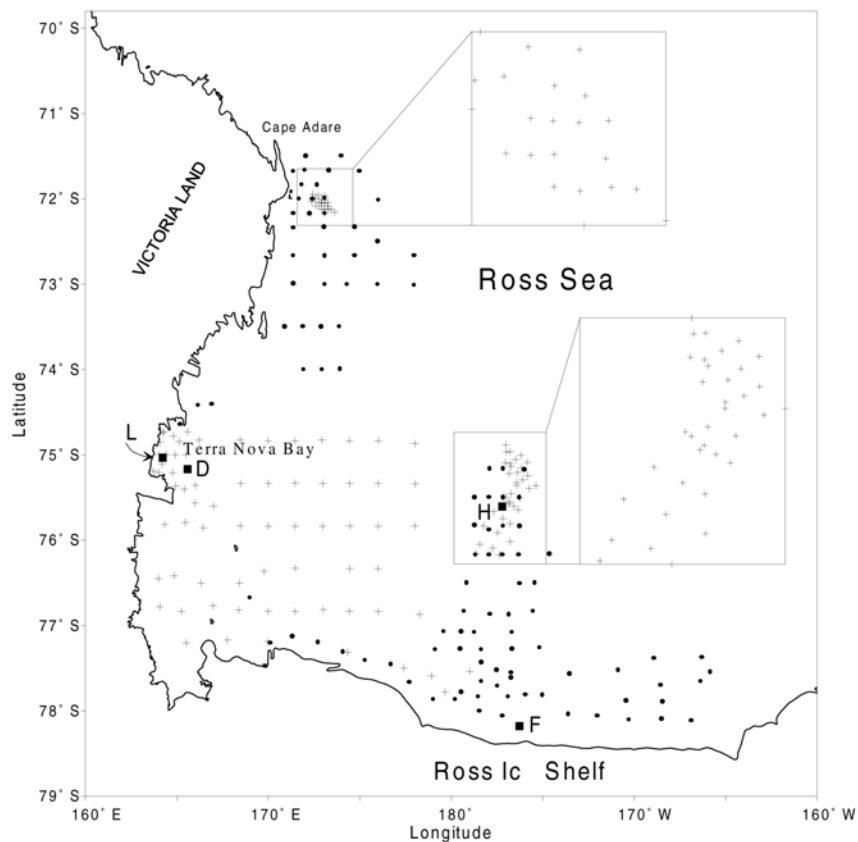 70° S
71° S
Cape Adare
72° S
VICTORIA LAND
Ross Sea
73° S
74° S
Latitude
L
Terra Nova Bay
75° S
D
H
76° S
77° S
78° S
F
Ross Ic Shelf
79° S
160° E
170° E
180°
170° W
160° W
Longitude